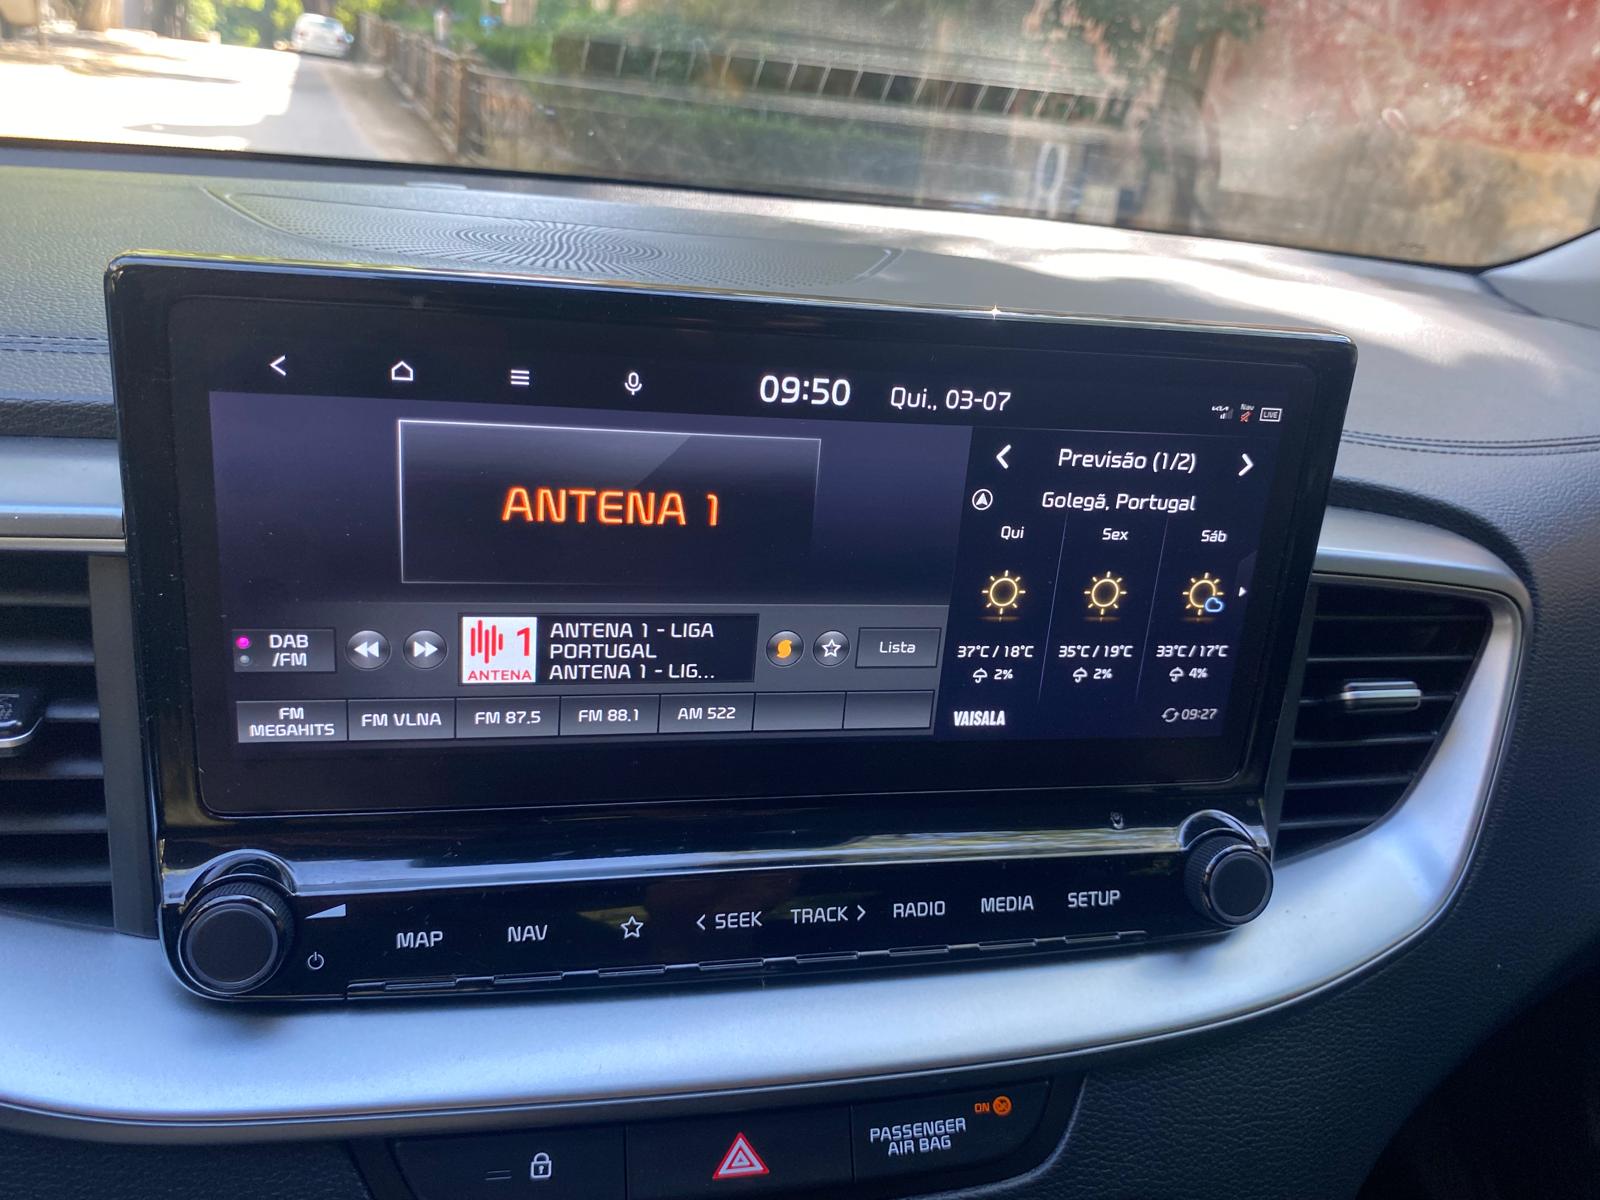 09:50
Qui., 03-07
Nav
LIVE
ANTENA 1
DAB
/FM
1
ANTENA
ANTENA 1 - LIGA
PORTUGAL
ANTENA 1 - LIG...
Lista
FM
MEGAHITS
FM VLNA
FM 87.5
FM 88.1
AM 522
Previsão (1/2)
Golegã, Portugal
Qui
Sex
Sáb
37°C / 18°C
35°C / 19°C
33°C / 17°C
2%
2%
4%
VAISALA
09:27
MAP
NAV
< SEEK
TRACK >
RADIO
MEDIA
SETUP
ON
PASSENGER
AIR BAG